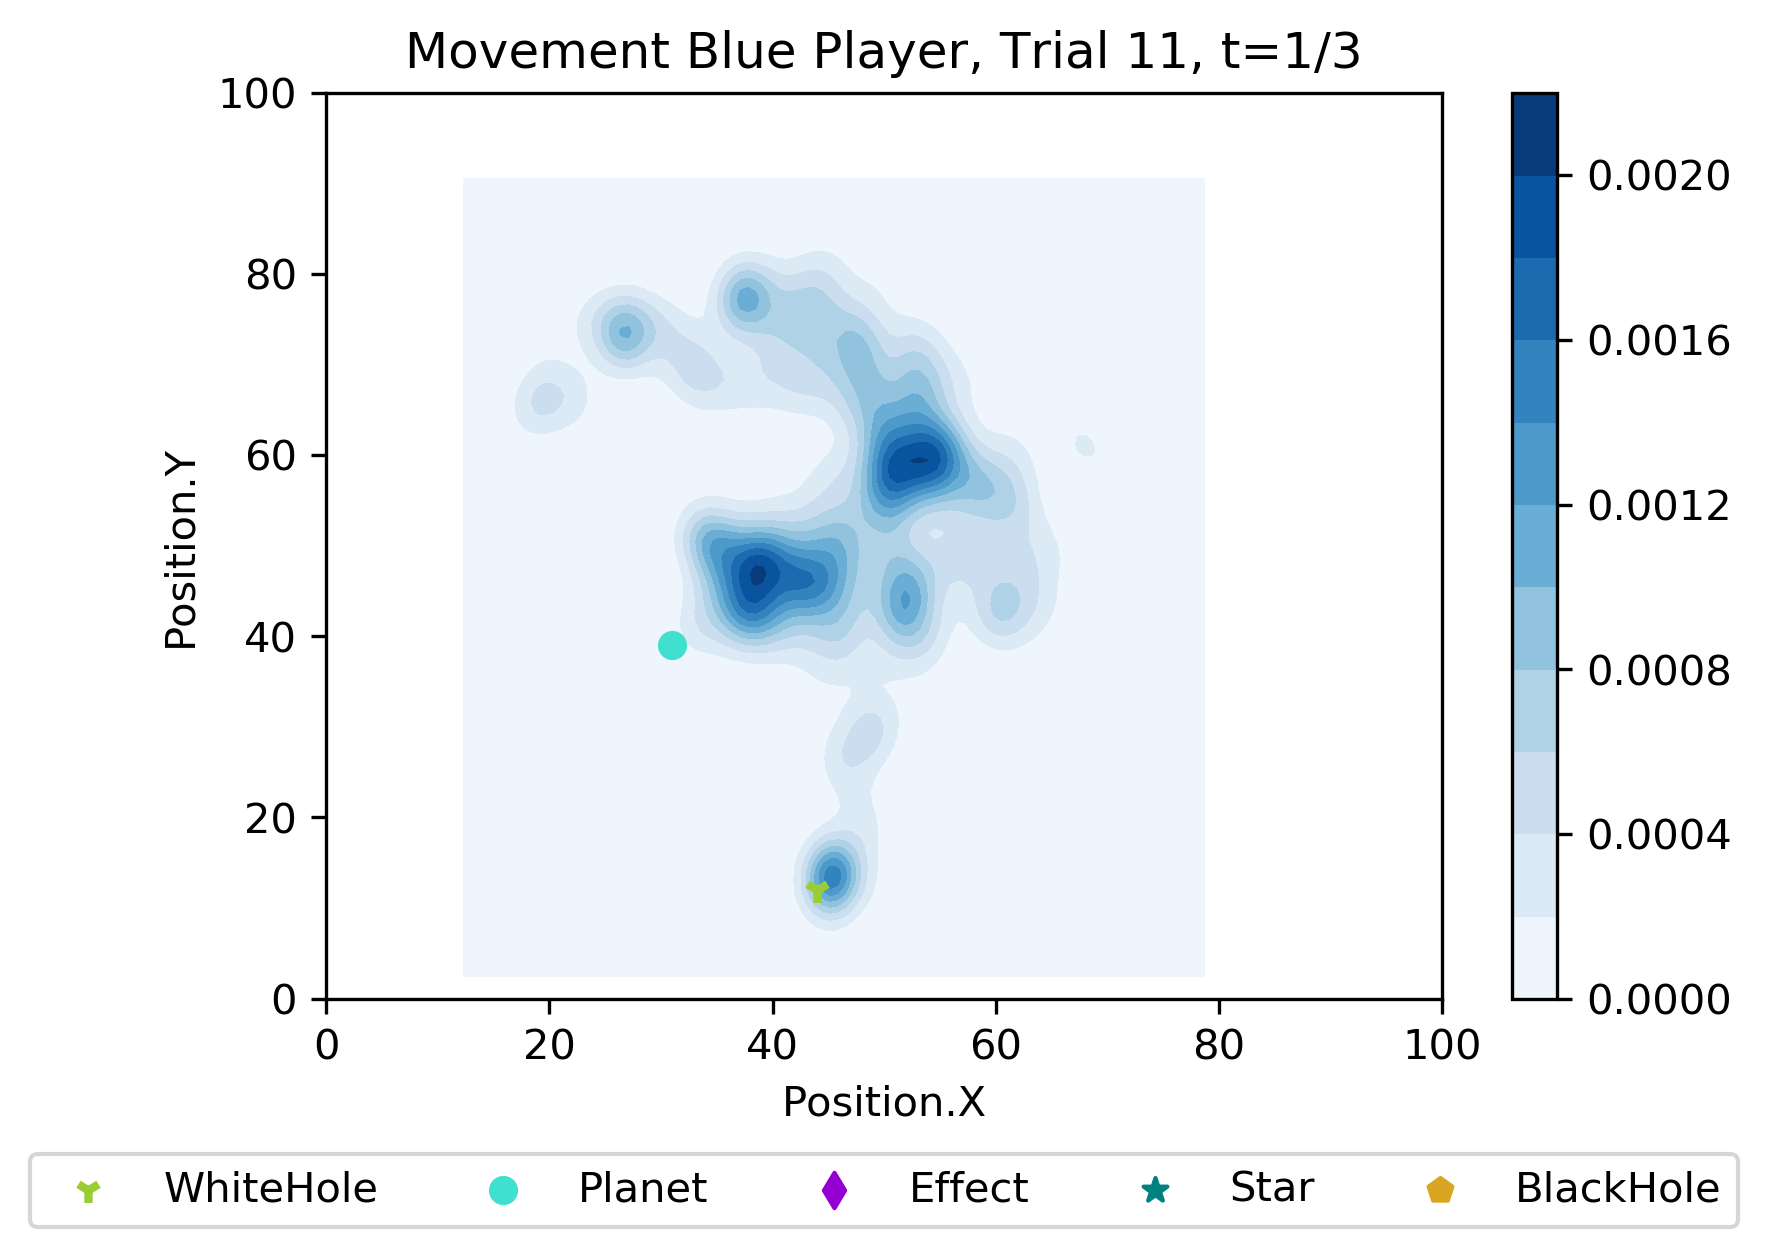 Movement Blue Player, Trial 11, t=1/3
100
80
60
40
20
0
Position.Y
0 20 40 60 80 100
Position.X
0.0020
0.0016
0.0012
0.0008
0.0004
0.0000
WhiteHole Planet Effect Star BlackHole